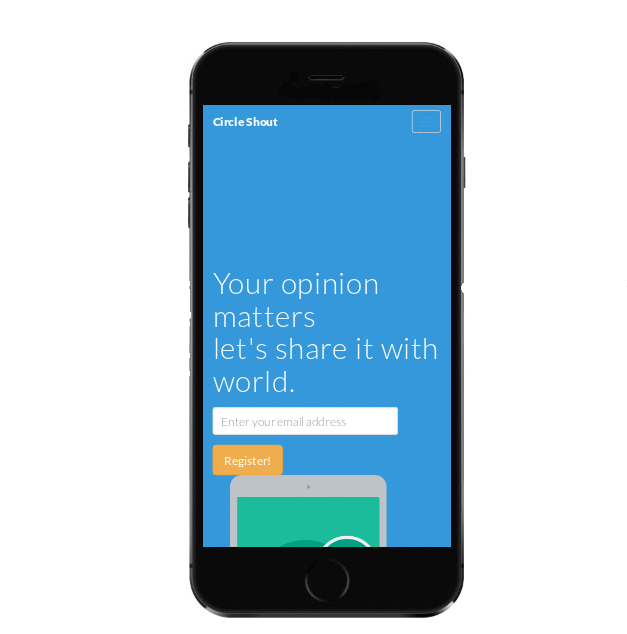 Circle Shout
Your opinion
matters
let's share it with
world.
Enter your email address
Register!